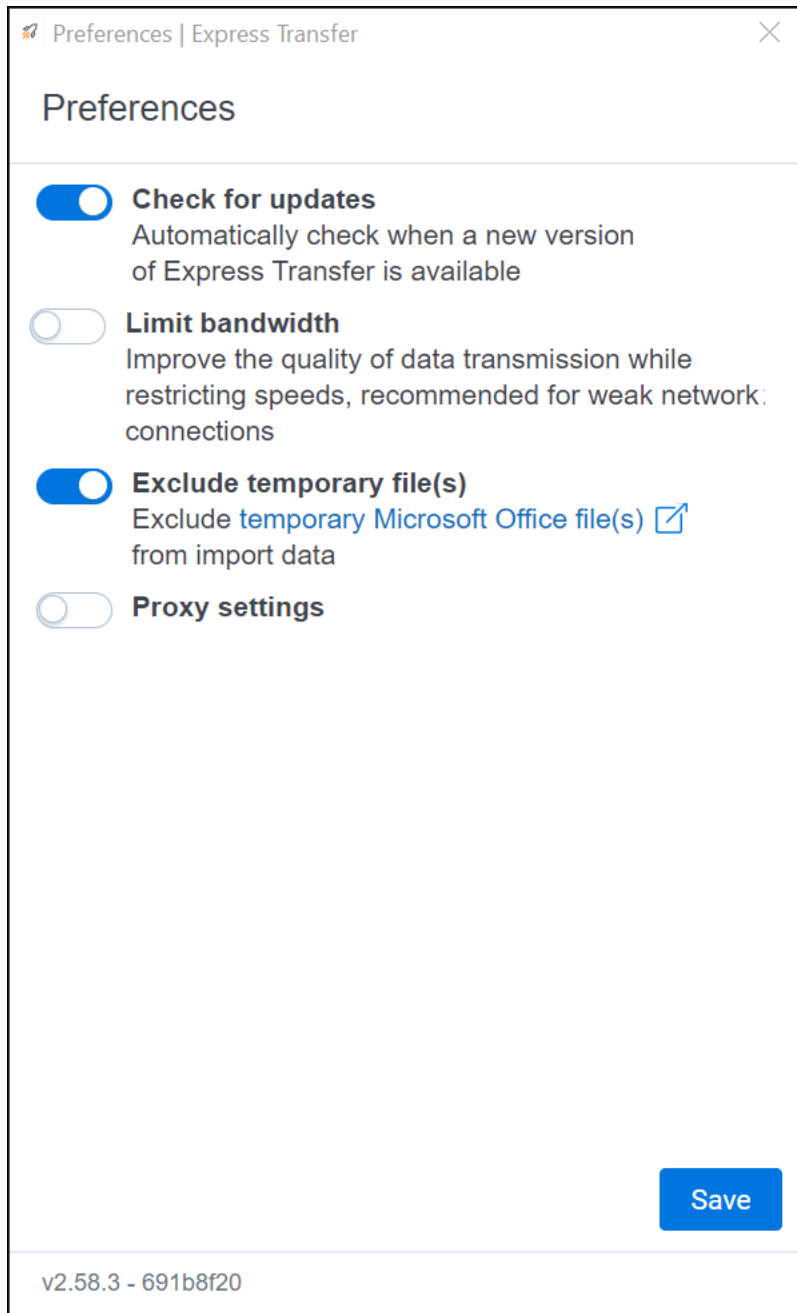 Preferences | Express Transfer
Preferences
Check for updates
Automatically check when a new version
of Express Transfer is available
Limit bandwidth
Improve the quality of data transmission while
restricting speeds, recommended for weak network
connections
Exclude temporary file(s)
Exclude temporary Microsoft Office file(s)
from import data
Proxy settings
Save
v2.58.3 - 691b8f20